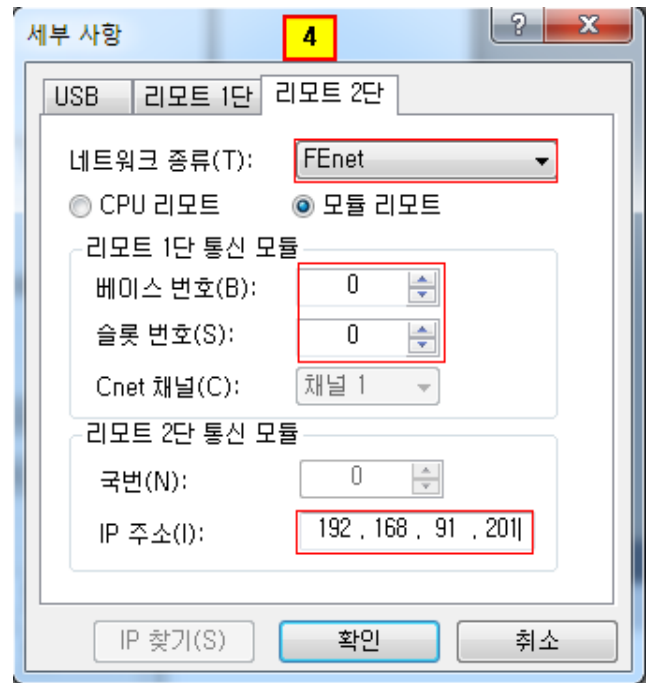 세부 사항
4
USB 리모트 1단 리모트 2단
네트워크 종류(T): FEnet
CPU 리모트 모듈 리모트
리모트 1단 통신 모듈
베이스 번호(B): 0
슬롯 번호(S): 0
Cnet 채널(C): 채널 1
리모트 2단 통신 모듈
국번(N): 0
IP 주소(I): 192 . 168 . 91 . 201
IP 찾기(S) 확인 취소